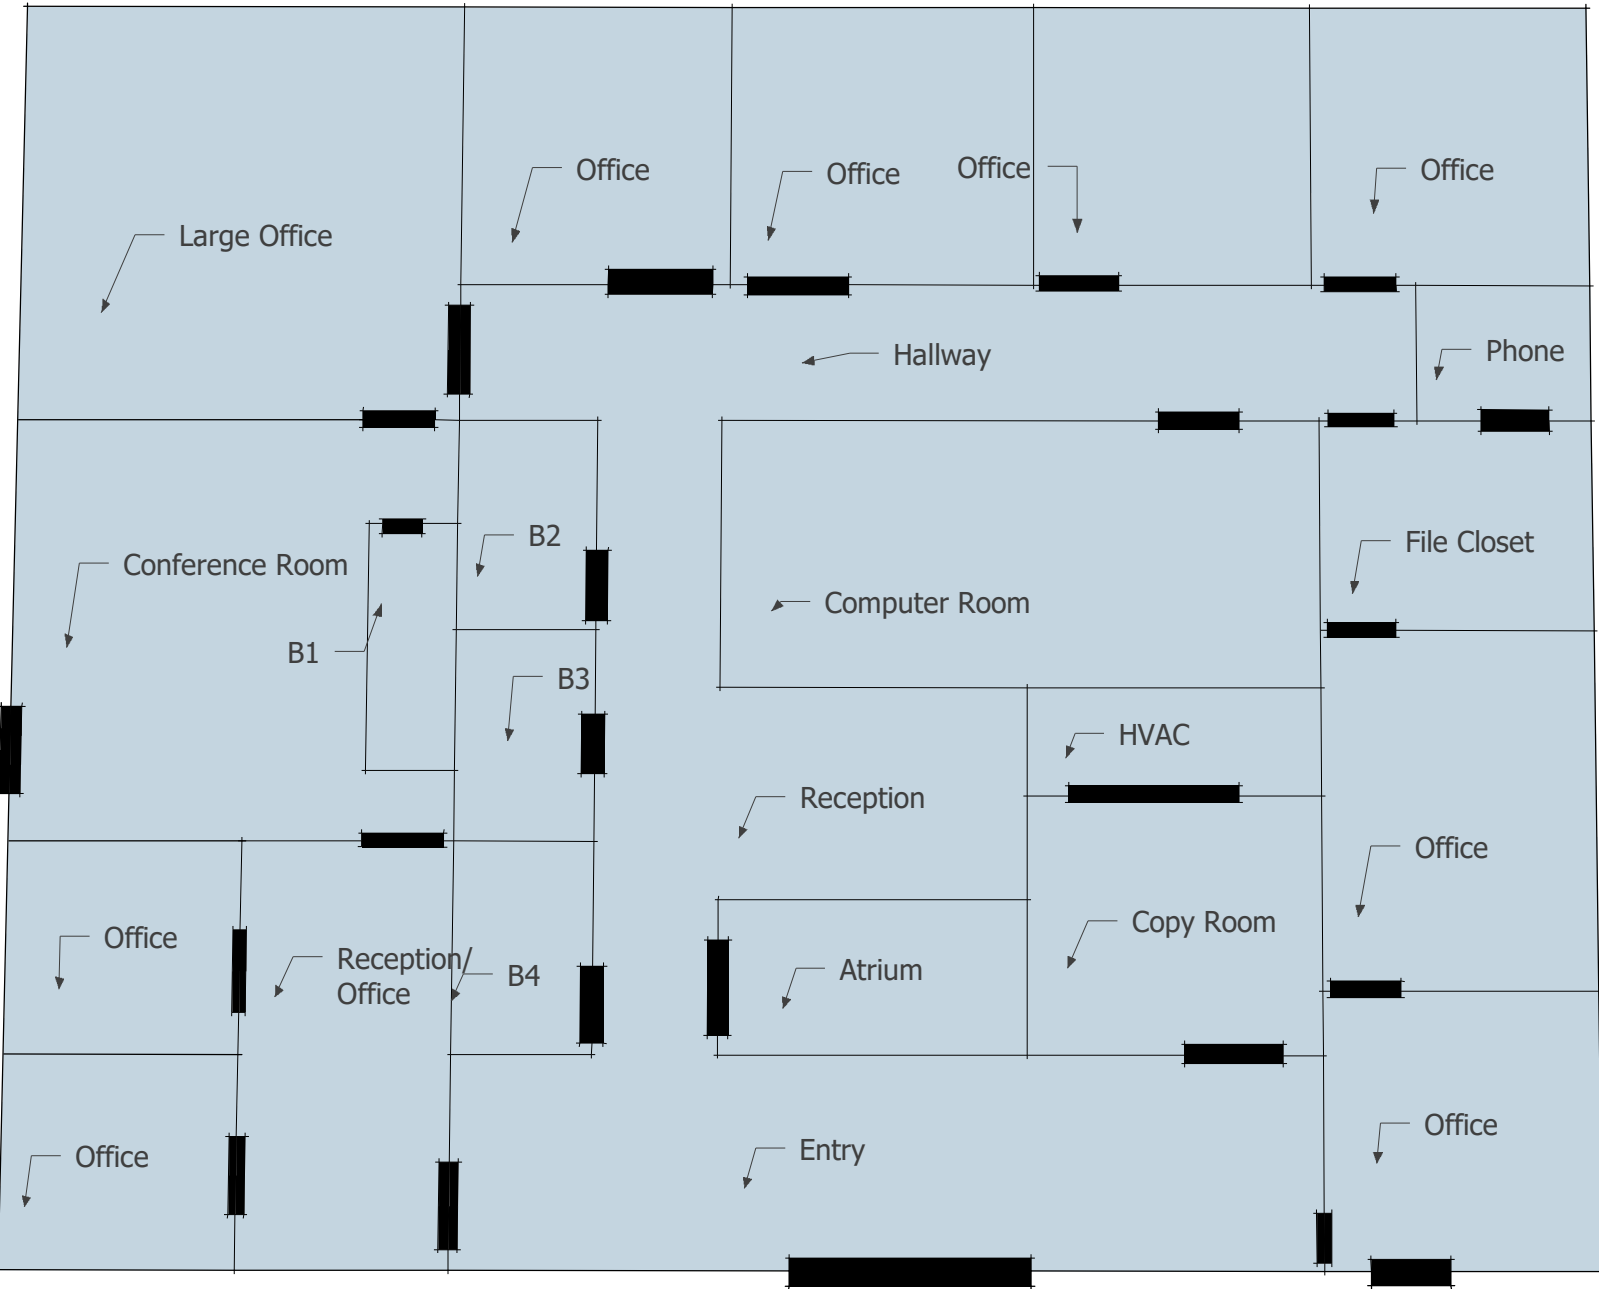 Office
Office
Office
Office
Large Office
Hallway
Phone
B2
File Closet
Conference Room
Computer Room
B1
B3
HVAC
Reception
Office
Copy Room
Office
Reception/
Office
B4
Atrium
Office
Entry
Office